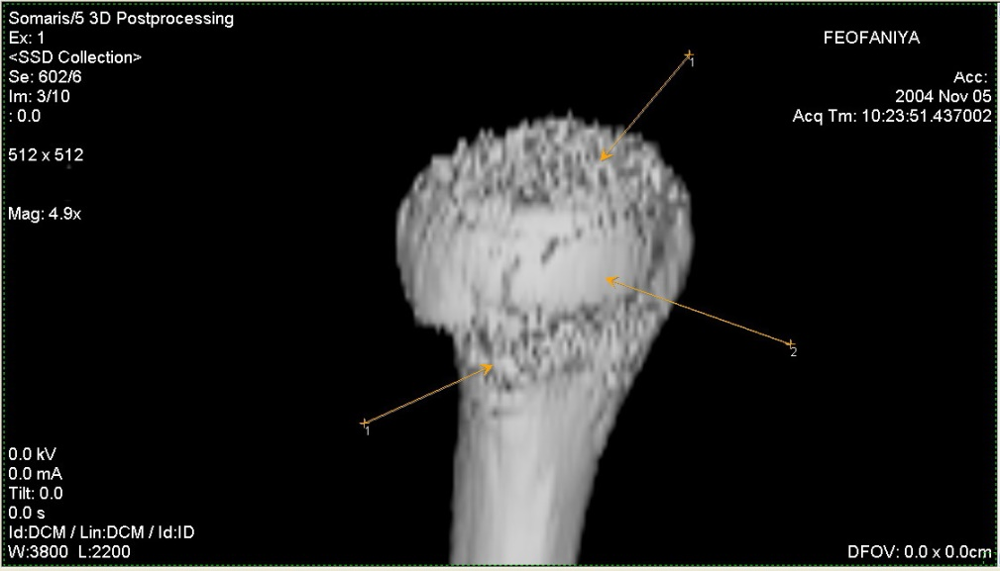 Somaris/5 3D Postprocessing
Ex: 1
<SSD Collection>
Se: 602/6
Im: 3/10
: 0.0
512 x 512
Mag: 4.9x
FEOFANIYA
Acc:
2004 Nov 05
Acq Tm: 10:23:51.437002
1
2
1
0.0 kV
0.0 mA
Tilt: 0.0
0.0 s
Id:DCM / Lin:DCM / Id:ID
W:3800 L:2200
DFOV: 0.0 x 0.0cm